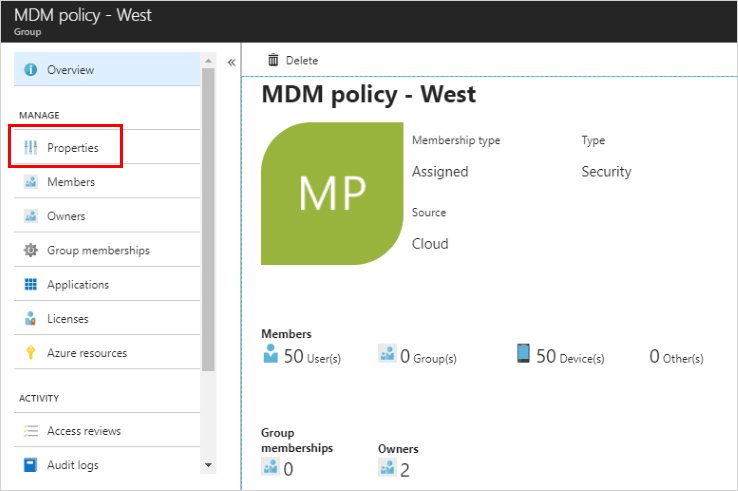 MDM policy - West
Group
Overview
MANAGE
Properties
Members
Owners
Group memberships
Applications
Licenses
Azure resources
ACTIVITY
Access reviews
Audit logs
«
Delete
MDM policy - West
MP
Membership type Type
Assigned Security
Source
Cloud
Members
50 User(s) 0 Group(s) 50 Device(s) 0 Other(s)
Group
memberships Owners
0 2